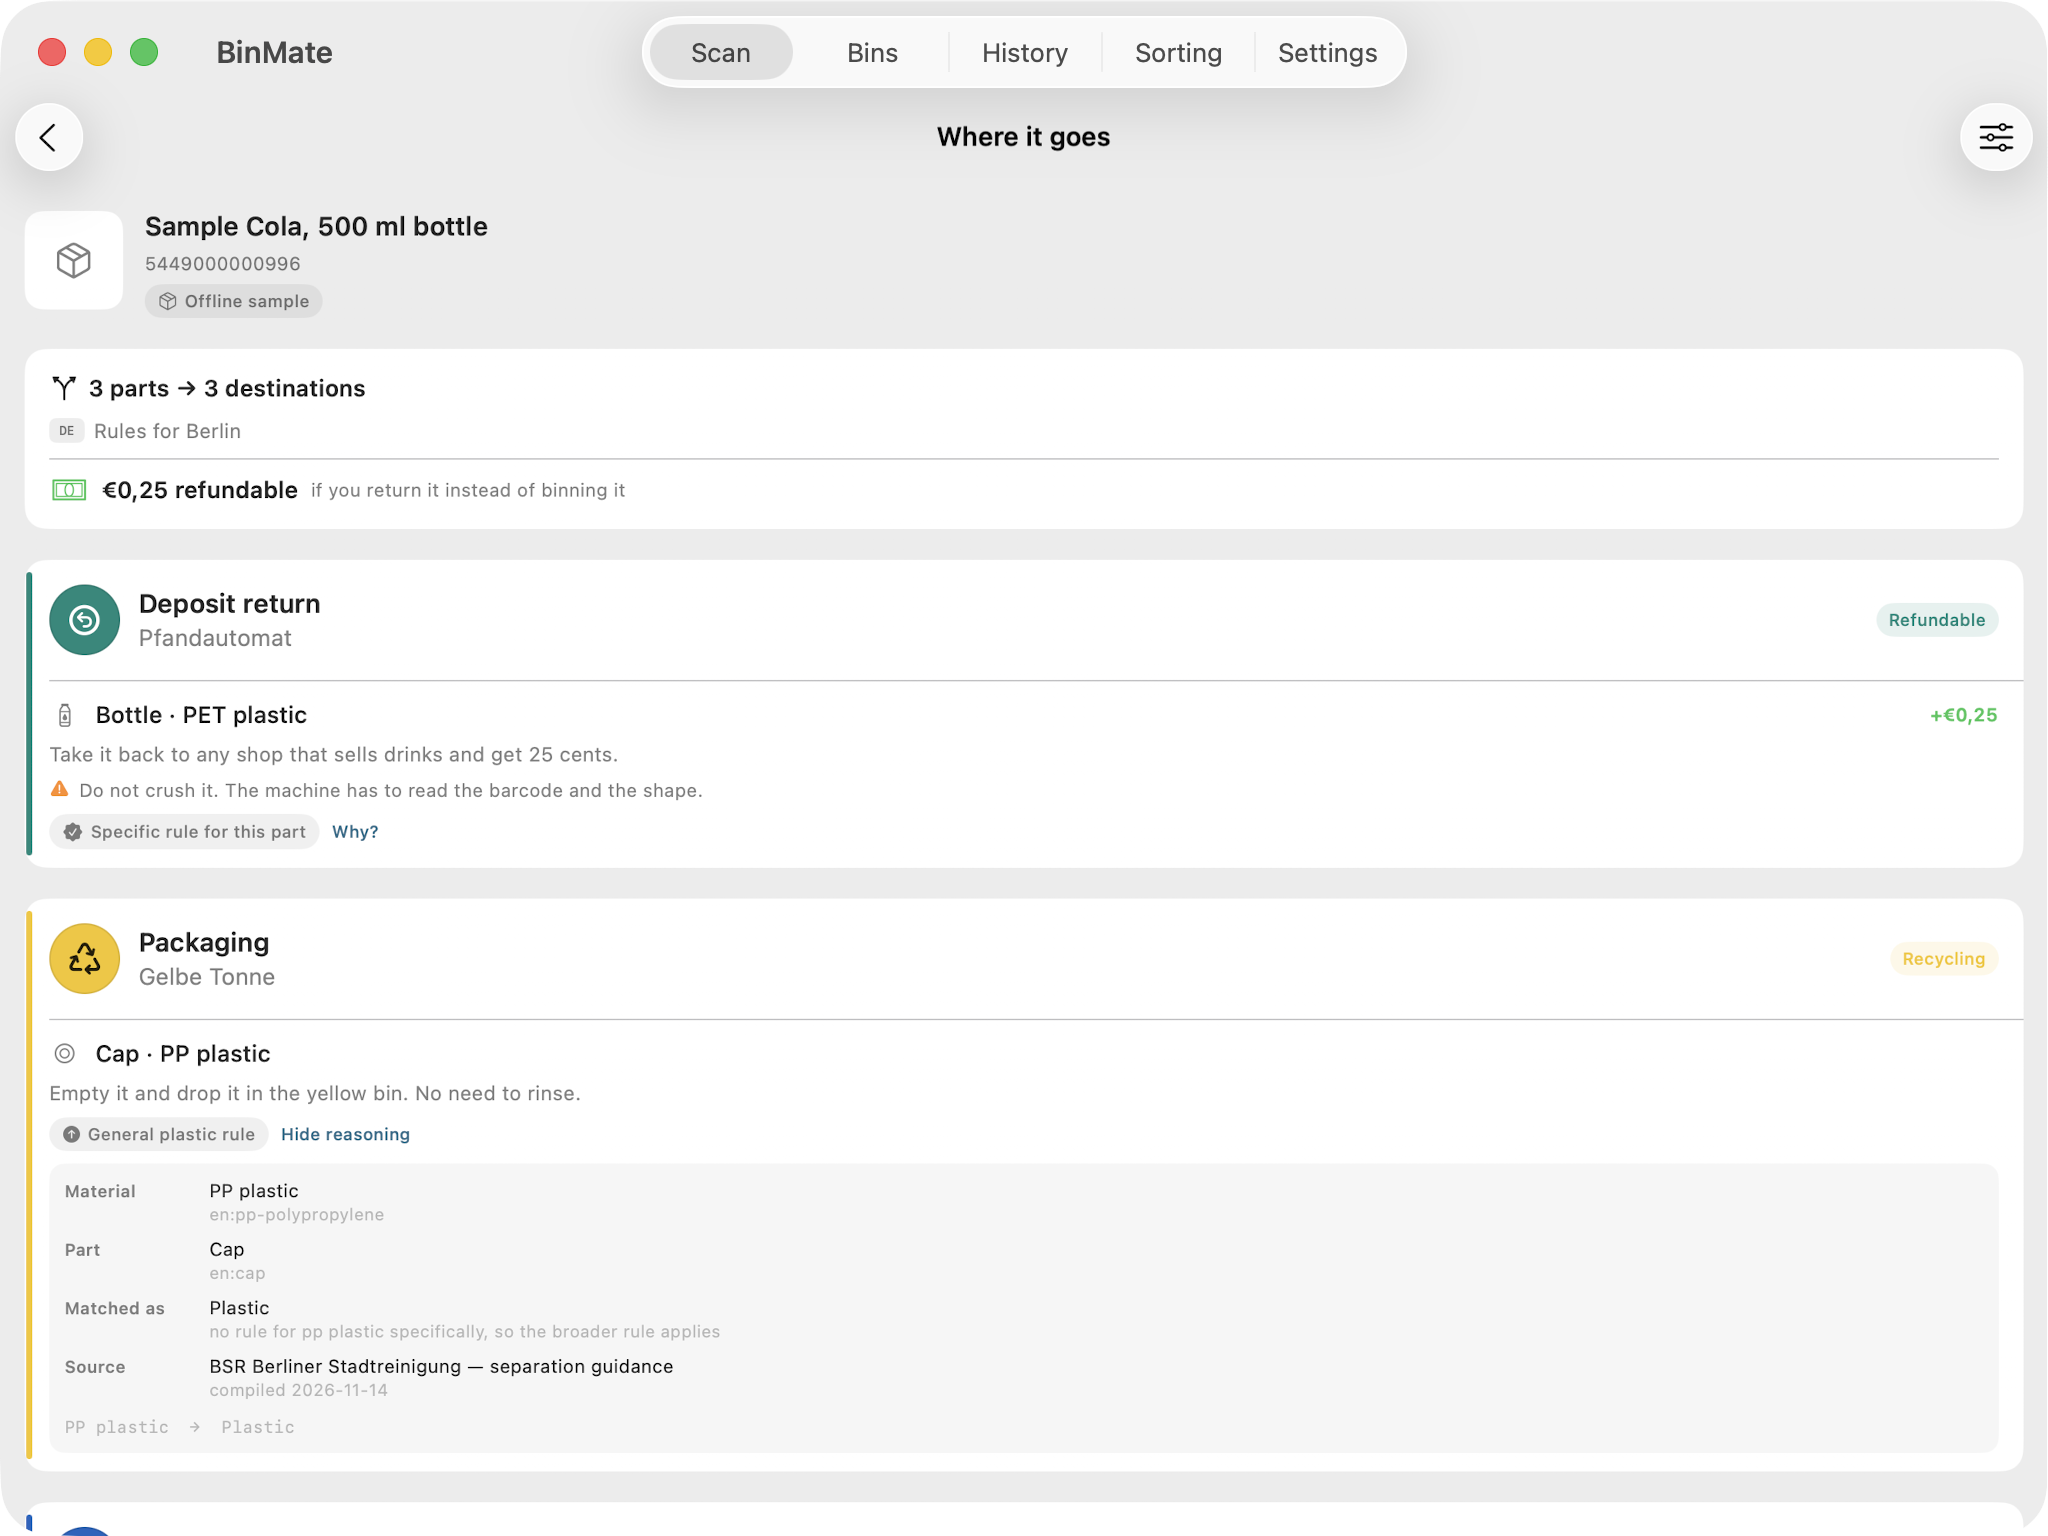 BinMate
Scan
Bins
History
Sorting
Settings
Where it goes
Sample Cola, 500 ml bottle
5449000000996
Offline sample
3 parts → 3 destinations
DE Rules for Berlin
€0,25 refundable if you return it instead of binning it
Deposit return
Pfandautomat
Refundable
Bottle · PET plastic
+€0,25
Take it back to any shop that sells drinks and get 25 cents.
Do not crush it. The machine has to read the barcode and the shape.
Specific rule for this part Why?
Packaging
Gelbe Tonne
Recycling
Cap · PP plastic
Empty it and drop it in the yellow bin. No need to rinse.
General plastic rule Hide reasoning
Material PP plastic
en:pp-polypropylene
Part Cap
en:cap
Matched as Plastic
no rule for pp plastic specifically, so the broader rule applies
Source BSR Berliner Stadtreinigung — separation guidance
compiled 2026-11-14
PP plastic → Plastic